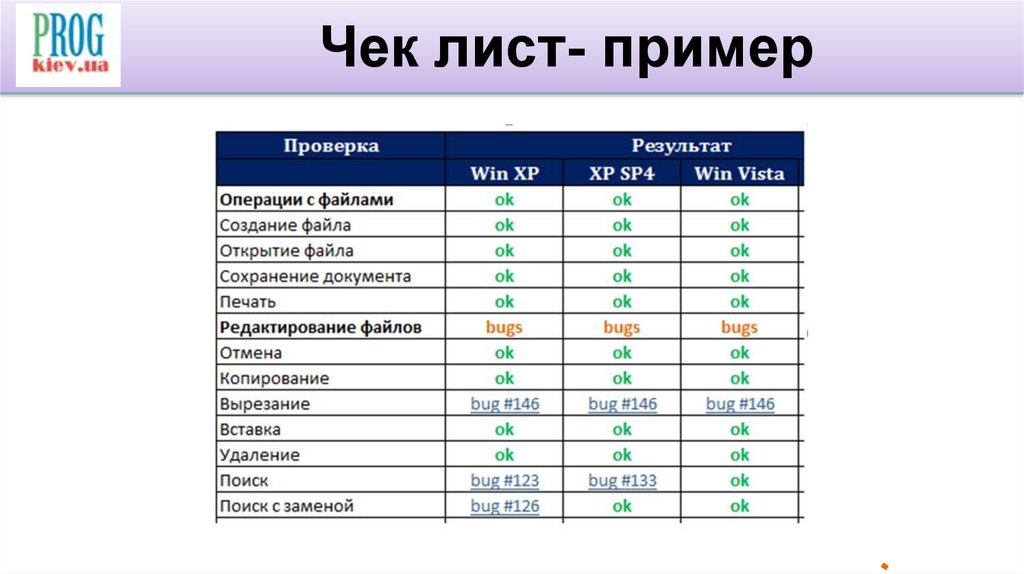 PROG
kiev.ua
Чек лист- пример
Проверка Результат
Win XP XP SP4 Win Vista
Операции с файлами ok ok ok
Создание файла ok ok ok
Открытие файла ok ok ok
Сохранение документа ok ok ok
Печать ok ok ok
Редактирование файлов bugs bugs bugs
Отмена ok ok ok
Копирование ok ok ok
Вырезание bug #146 bug #146 bug #146
Вставка ok ok ok
Удаление ok ok ok
Поиск bug #123 bug #133 ok
Поиск с заменой bug #126 ok ok